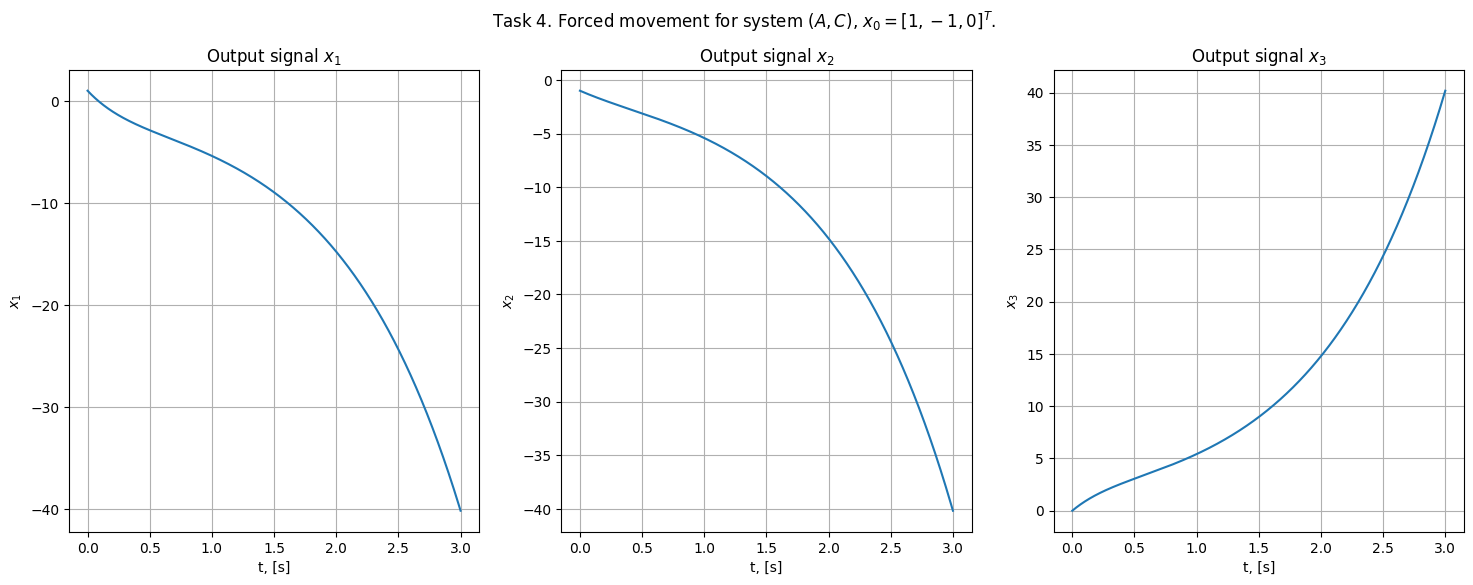 Task 4. Forced movement for system (A, C), x₀ = [1, −1, 0]ᵀ.
Output signal x₁
Output signal x₂
Output signal x₃
0
−10
−20
−30
−40
x₁
0.0 0.5 1.0 1.5 2.0 2.5 3.0
t, [s]
0
−5
−10
−15
−20
−25
−30
−35
−40
x₂
0.0 0.5 1.0 1.5 2.0 2.5 3.0
t, [s]
40
35
30
25
20
15
10
5
0
x₃
0.0 0.5 1.0 1.5 2.0 2.5 3.0
t, [s]